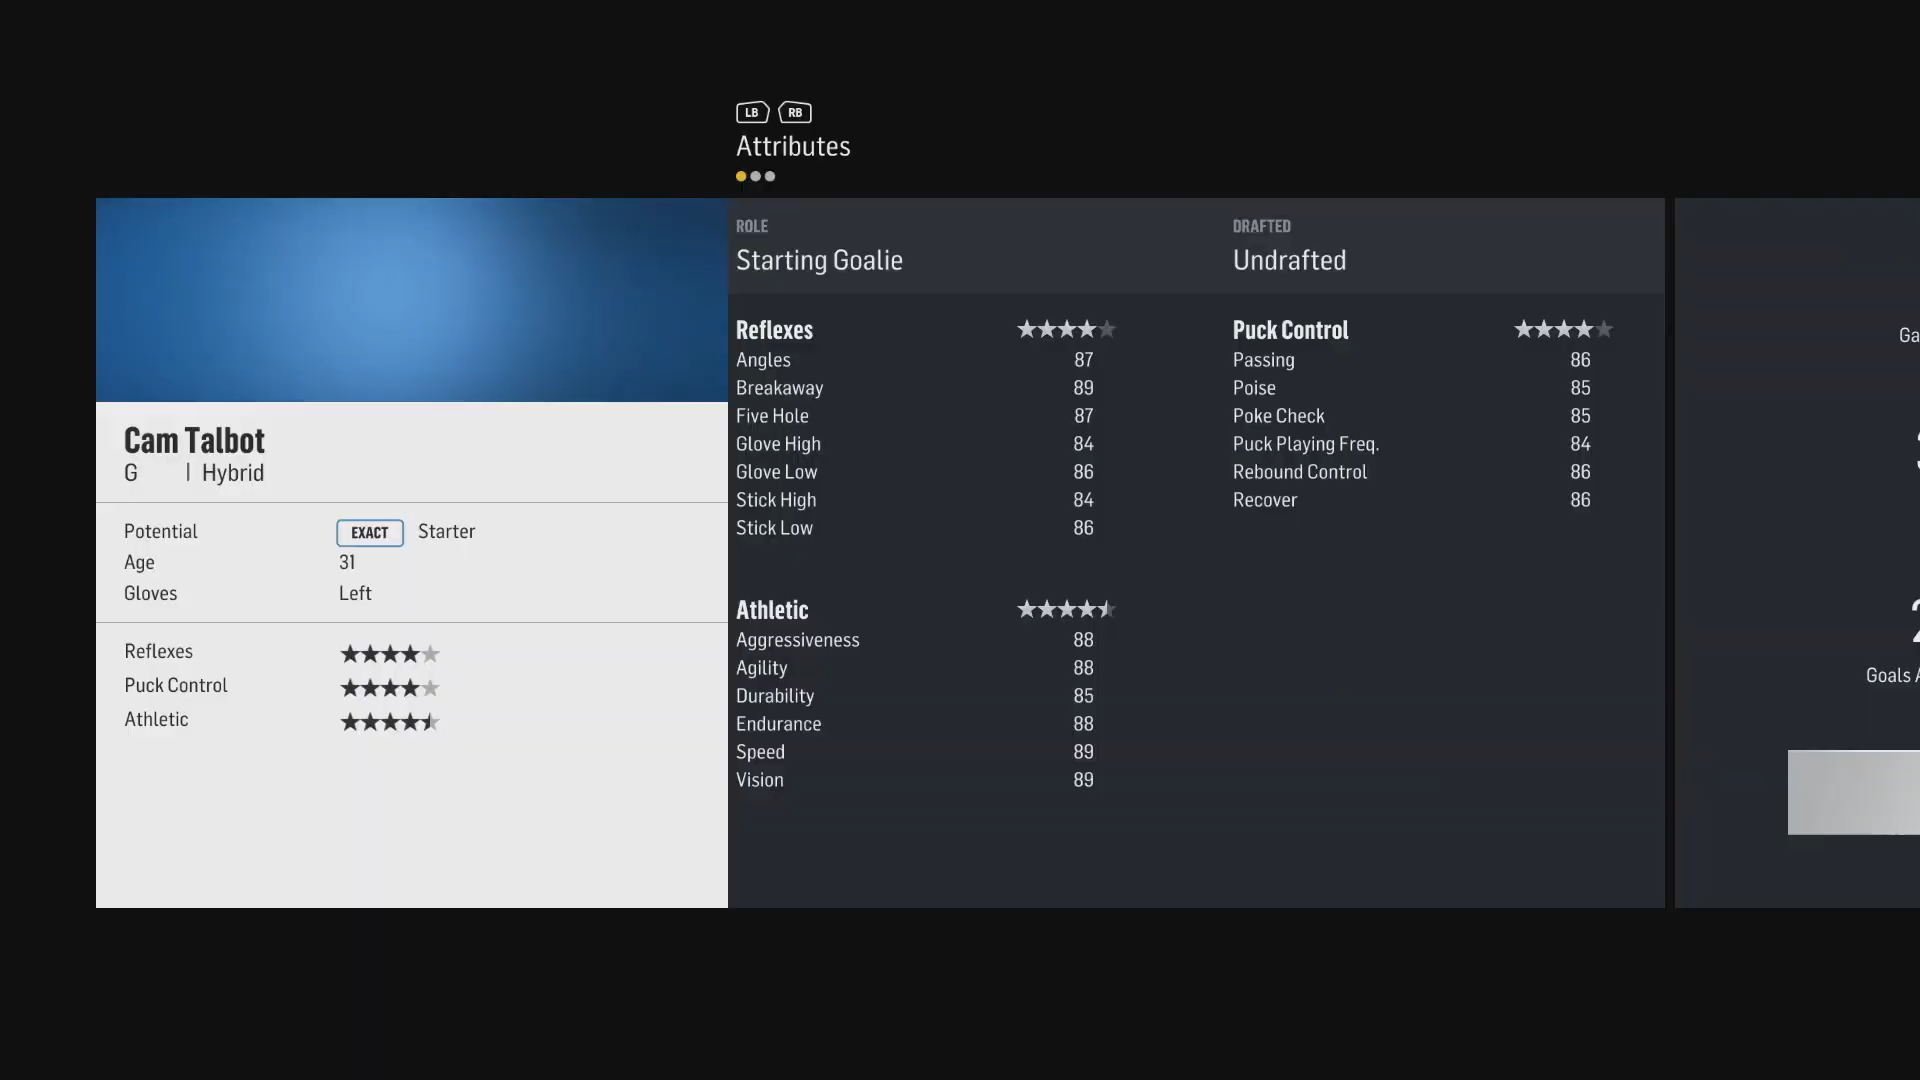 LB RB
Attributes
Cam Talbot
G | Hybrid
Potential EXACT Starter
Age 31
Gloves Left
Reflexes
Puck Control
Athletic
ROLE
Starting Goalie
DRAFTED
Undrafted
Reflexes
Angles 87
Breakaway 89
Five Hole 87
Glove High 84
Glove Low 86
Stick High 84
Stick Low 86
Athletic
Aggressiveness 88
Agility 88
Durability 85
Endurance 88
Speed 89
Vision 89
Puck Control
Passing 86
Poise 85
Poke Check 85
Puck Playing Freq. 84
Rebound Control 86
Recover 86
Goals